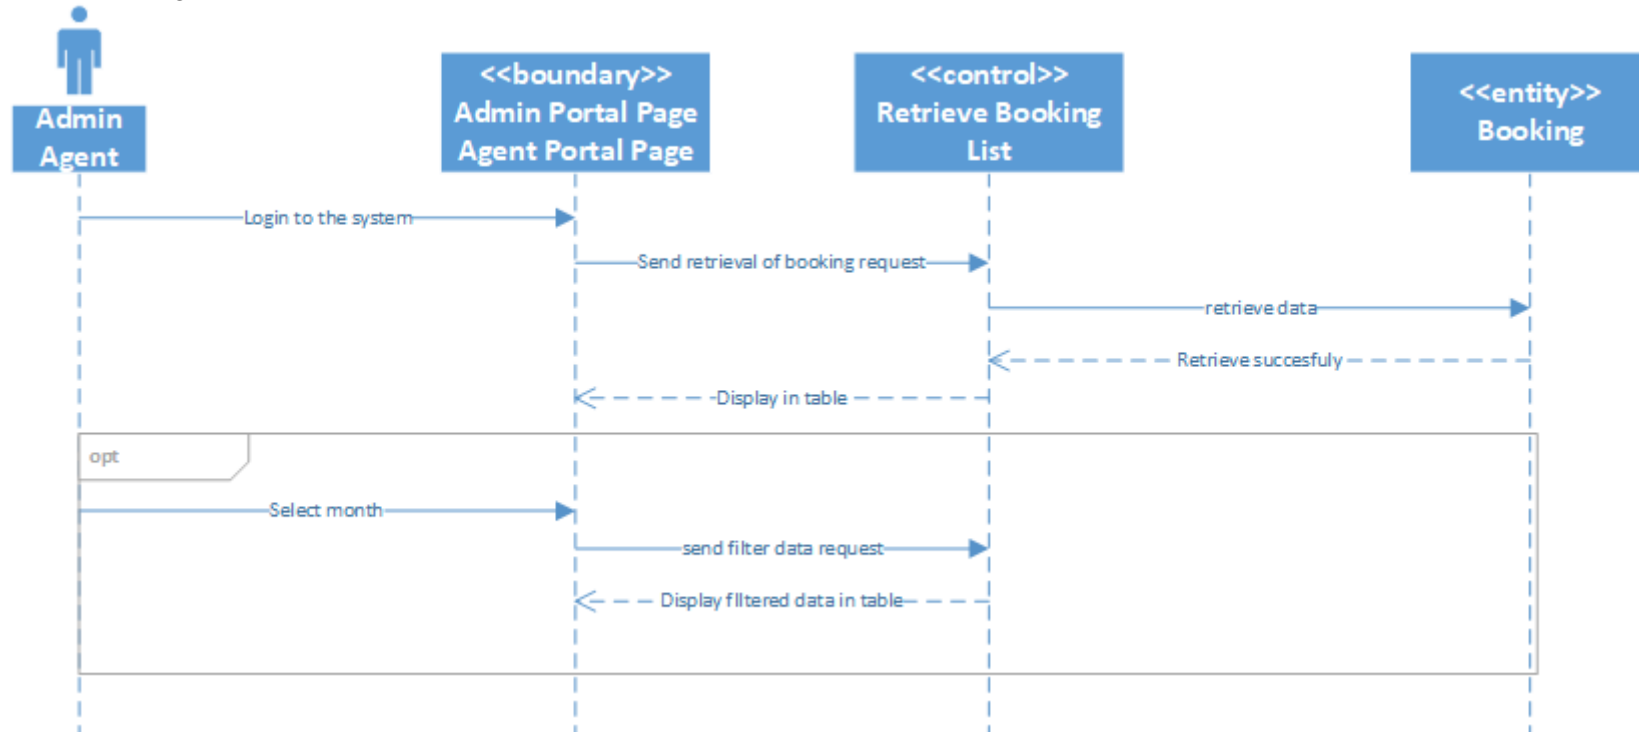 Admin
Agent
<<boundary>>
Admin Portal Page
Agent Portal Page
<<control>>
Retrieve Booking
List
<<entity>>
Booking
Login to the system
Send retrieval of booking request
retrieve data
Retrieve succesfuly
Display in table
opt
Select month
send filter data request
Display filtered data in table